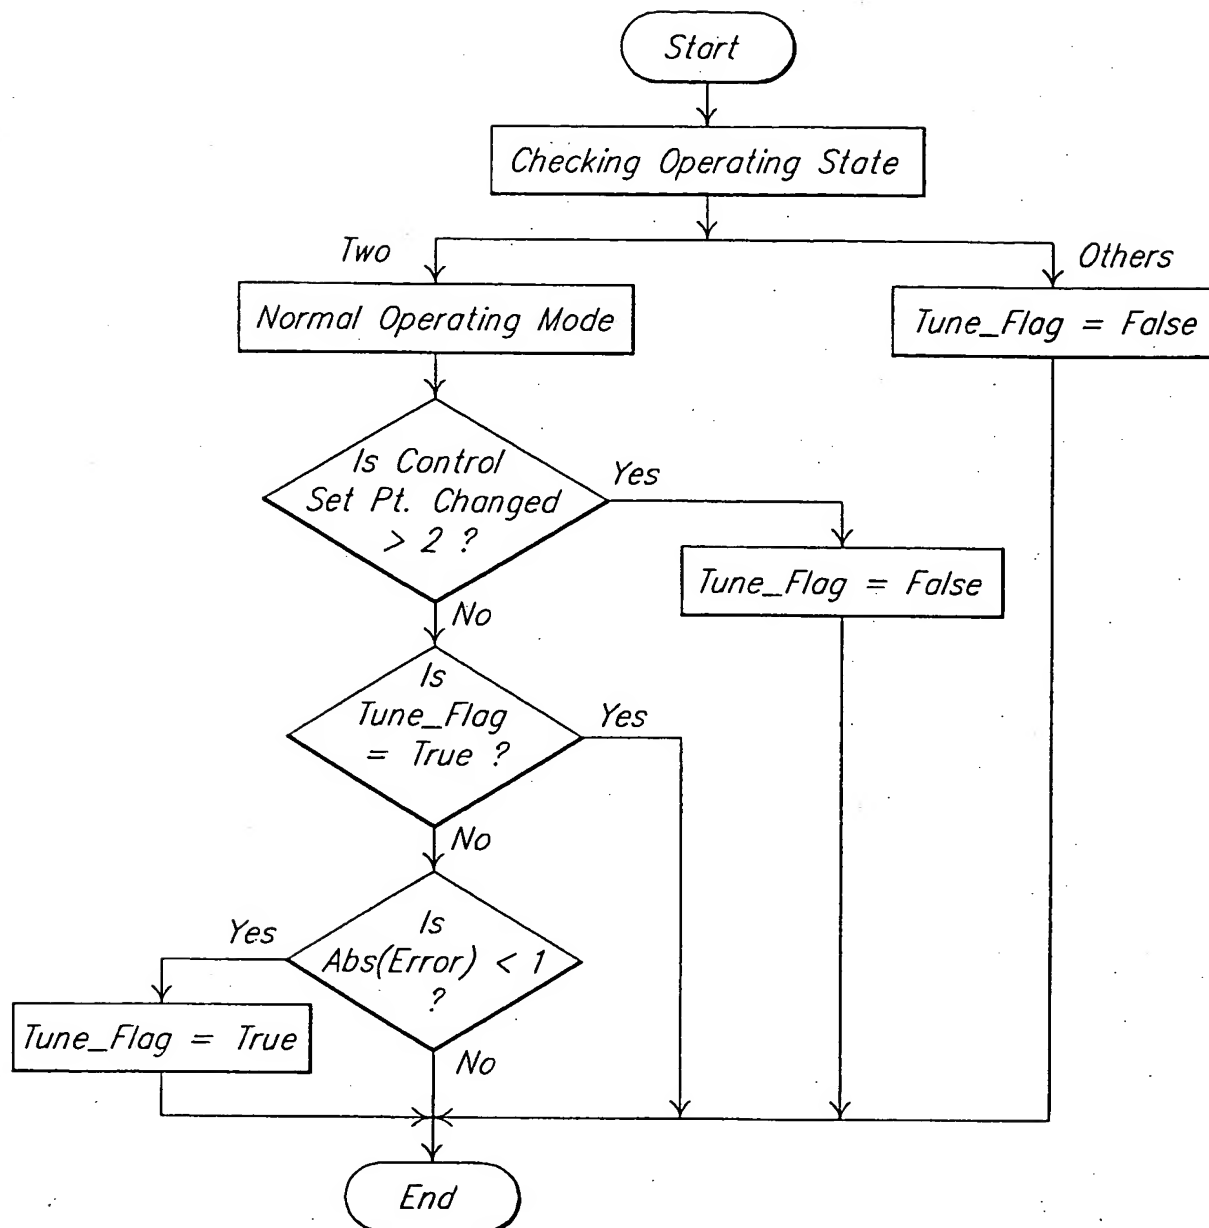 Start
Checking Operating State
Two
Others
Normal Operating Mode
Tune_Flag = False
Is Control
Set Pt. Changed
> 2 ?
Yes
Tune_Flag = False
No
Is
Tune_Flag
= True ?
Yes
No
Is
Abs(Error) < 1
?
Yes
Tune_Flag = True
No
End